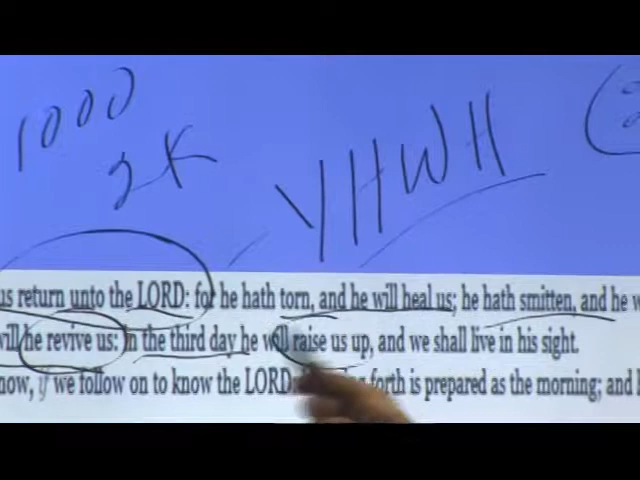 1000
2K
YHWH
us return unto the LORD: for he hath torn, and he will heal us; he hath smitten, and he w
will he revive us: in the third day he will raise us up, and we shall live in his sight.
now, if we follow on to know the LORD: forth is prepared as the morning; and h